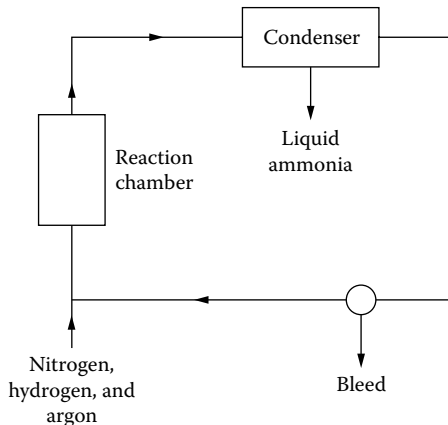 Condenser
Liquid
ammonia
Reaction
chamber
Nitrogen,
hydrogen, and
argon
Bleed